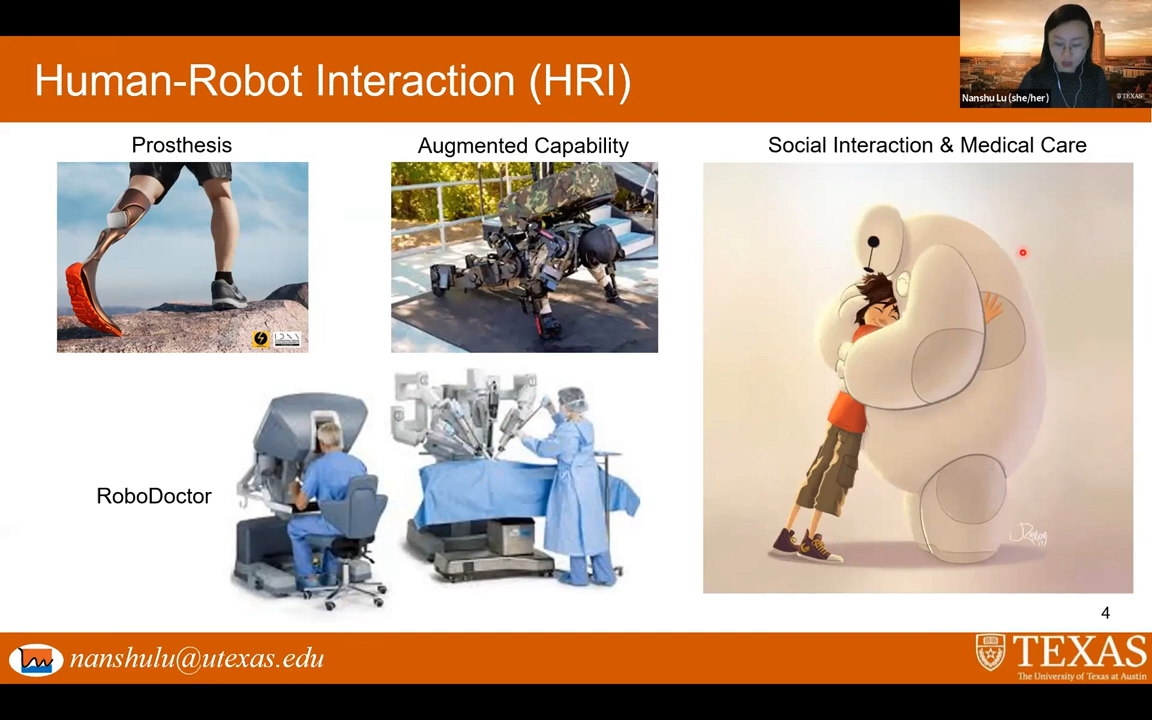 Human-Robot Interaction (HRI)
Nanshu Lu (she/her)
TEXAS
Prosthesis
Augmented Capability
Social Interaction & Medical Care
RoboDoctor
4
nanshulu@utexas.edu
TEXAS
The University of Texas at Austin